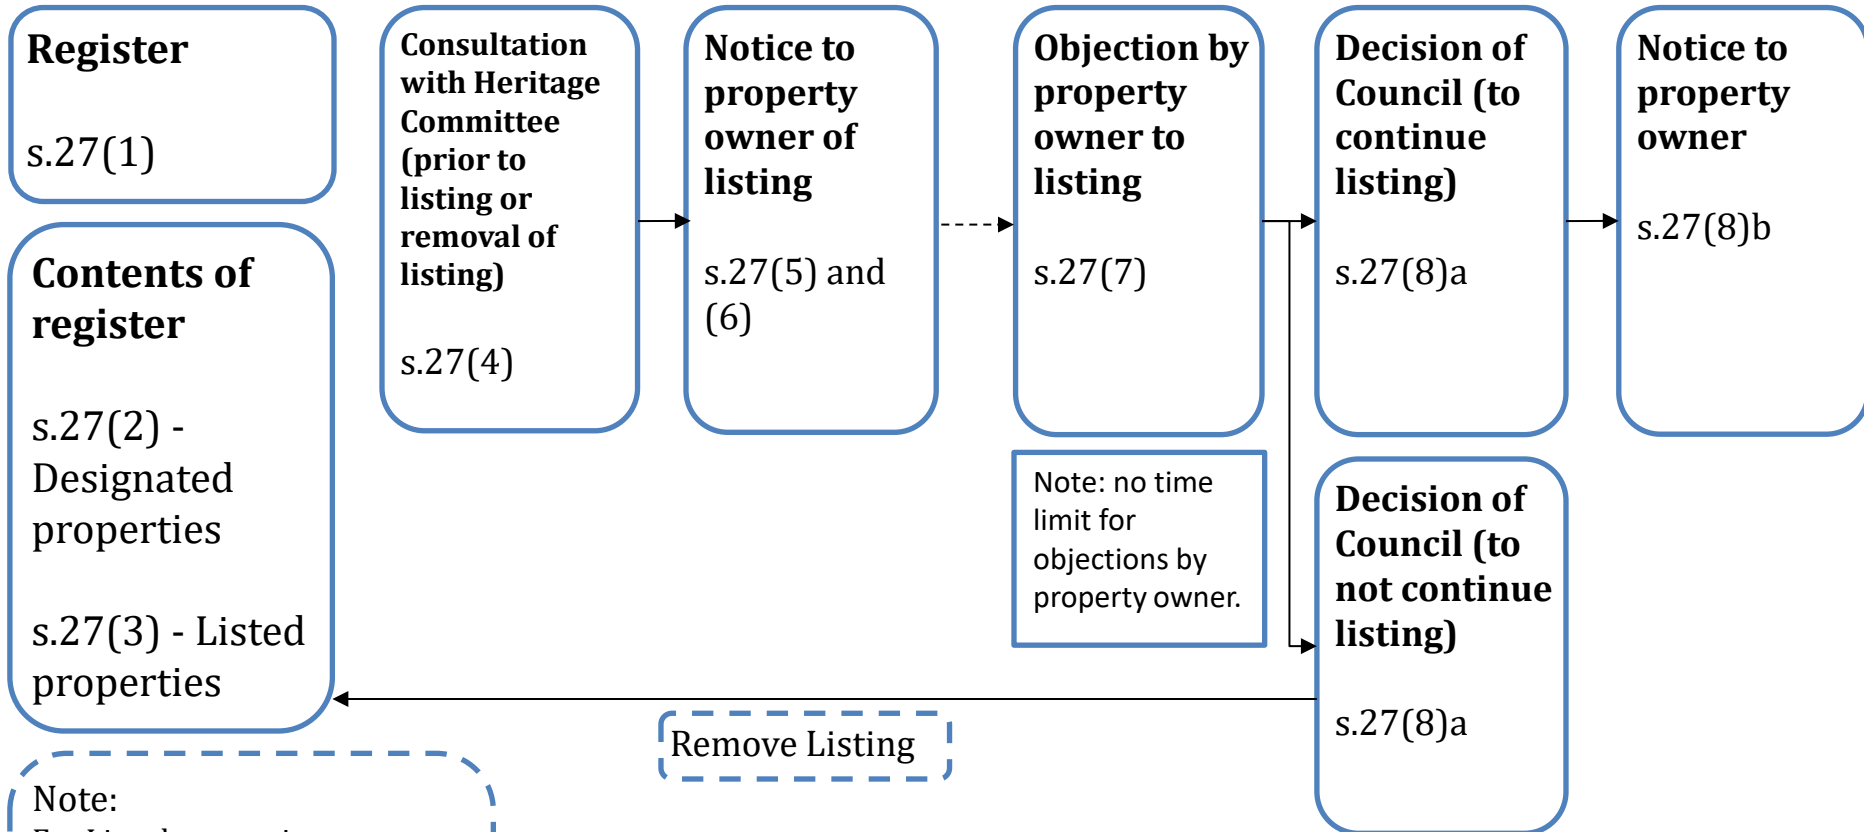 Register
s.27(1)
Contents of
register
s.27(2) -
Designated
properties
s.27(3) - Listed
properties
Consultation
with Heritage
Committee
(prior to
listing or
removal of
listing)
s.27(4)
Notice to
property
owner of
listing
s.27(5) and
(6)
Objection by
property
owner to
listing
s.27(7)
Note: no time
limit for
objections by
property owner.
Decision of
Council (to
continue
listing)
s.27(8)a
Notice to
property
owner
s.27(8)b
Decision of
Council (to
not continue
listing)
s.27(8)a
Remove Listing
Note: